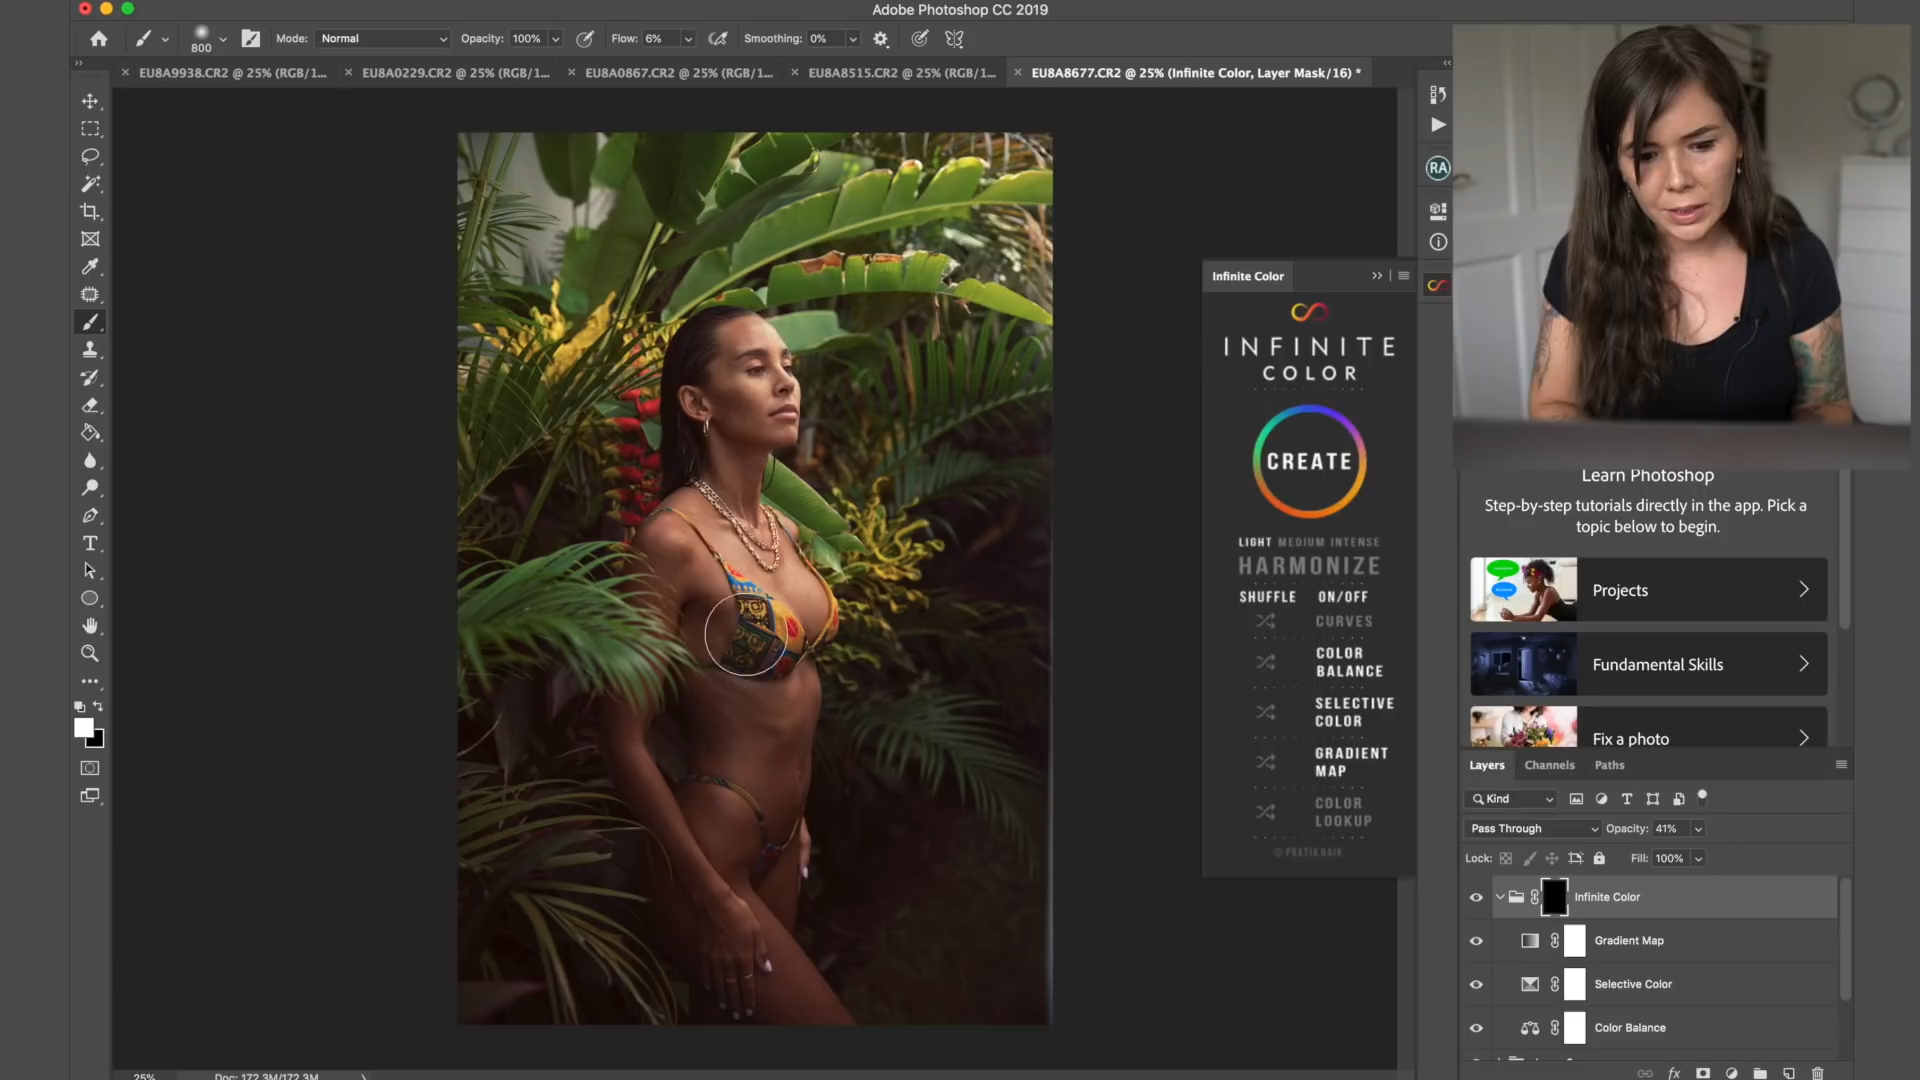 Adobe Photoshop CC 2019
800
Mode: Normal Opacity: 100% Flow: 6% Smoothing: 0%
EU8A9938.CR2 @ 25% (RGB/1...
EU8A0229.CR2 @ 25% (RGB/1...
EU8A0867.CR2 @ 25% (RGB/1...
EU8A8515.CR2 @ 25% (RGB/1...
EU8A8677.CR2 @ 25% (Infinite Color, Layer Mask/16) *
RA
Infinite Color
INFINITE
COLOR
CREATE
LIGHT MEDIUM INTENSE
HARMONIZE
SHUFFLE ON/OFF
CURVES
COLOR
BALANCE
SELECTIVE
COLOR
GRADIENT
MAP
COLOR
LOOKUP
© PRATIK NAIK
Learn Photoshop
Step-by-step tutorials directly in the app. Pick a
topic below to begin.
Projects
Fundamental Skills
Fix a photo
Layers Channels Paths
Kind
Pass Through Opacity: 41%
Lock: Fill: 100%
Infinite Color
Gradient Map
Selective Color
Color Balance
fx
25% Doc: 172.3M/172.3M